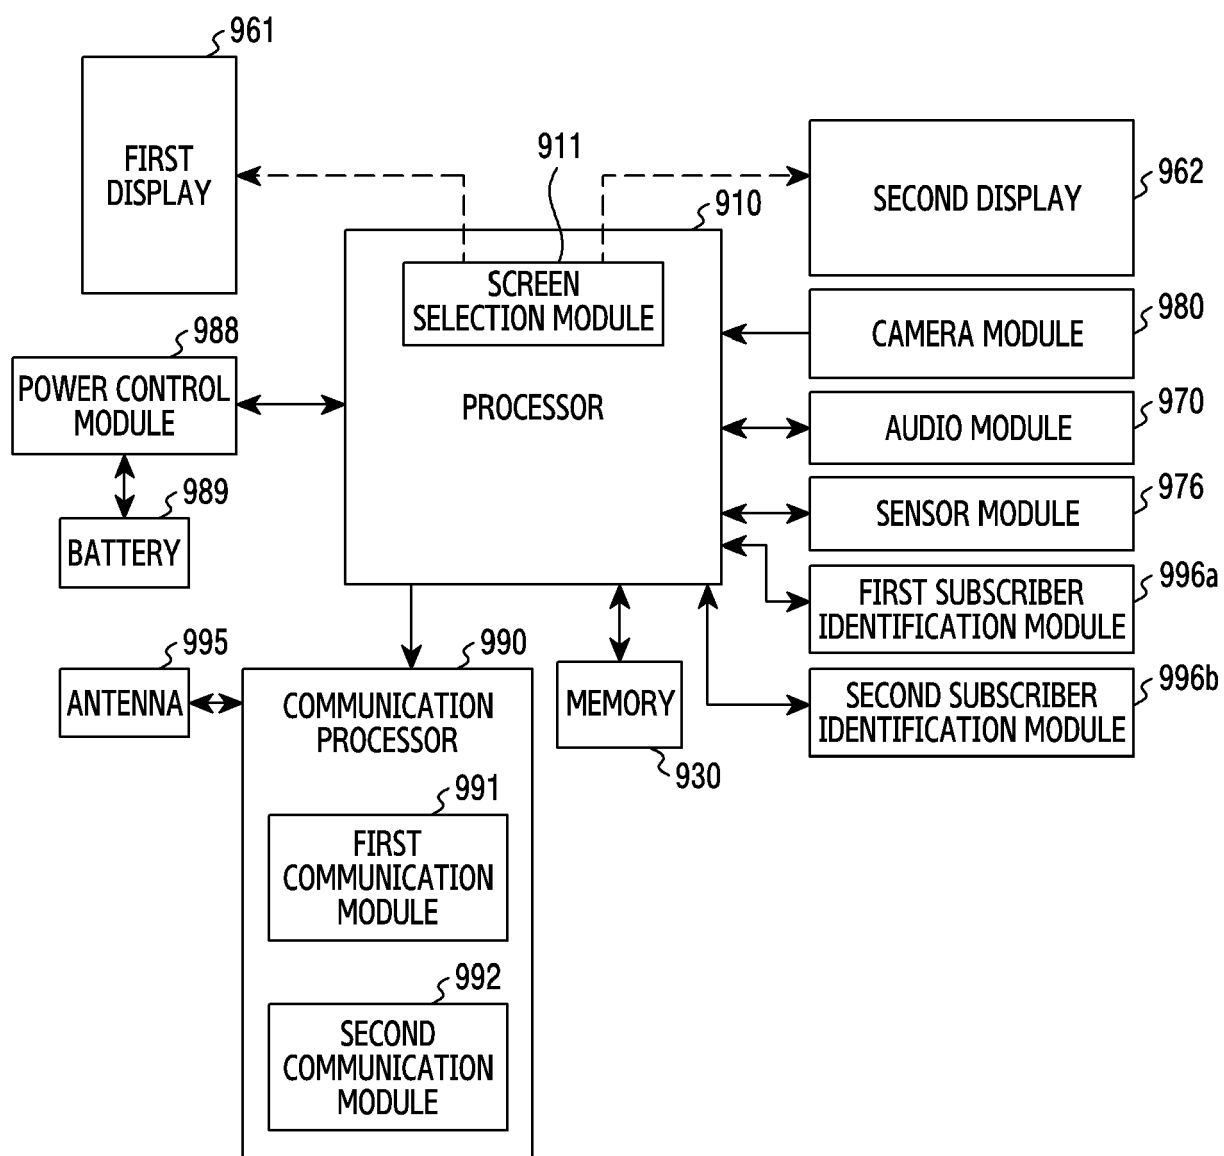 961
FIRST
DISPLAY
911
910
962
SECOND DISPLAY
SCREEN
SELECTION MODULE
PROCESSOR
980
CAMERA MODULE
988
POWER CONTROL
MODULE
970
AUDIO MODULE
989
BATTERY
976
SENSOR MODULE
996a
FIRST SUBSCRIBER
IDENTIFICATION MODULE
996b
SECOND SUBSCRIBER
IDENTIFICATION MODULE
995
ANTENNA
990
COMMUNICATION
PROCESSOR
MEMORY
930
991
FIRST
COMMUNICATION
MODULE
992
SECOND
COMMUNICATION
MODULE